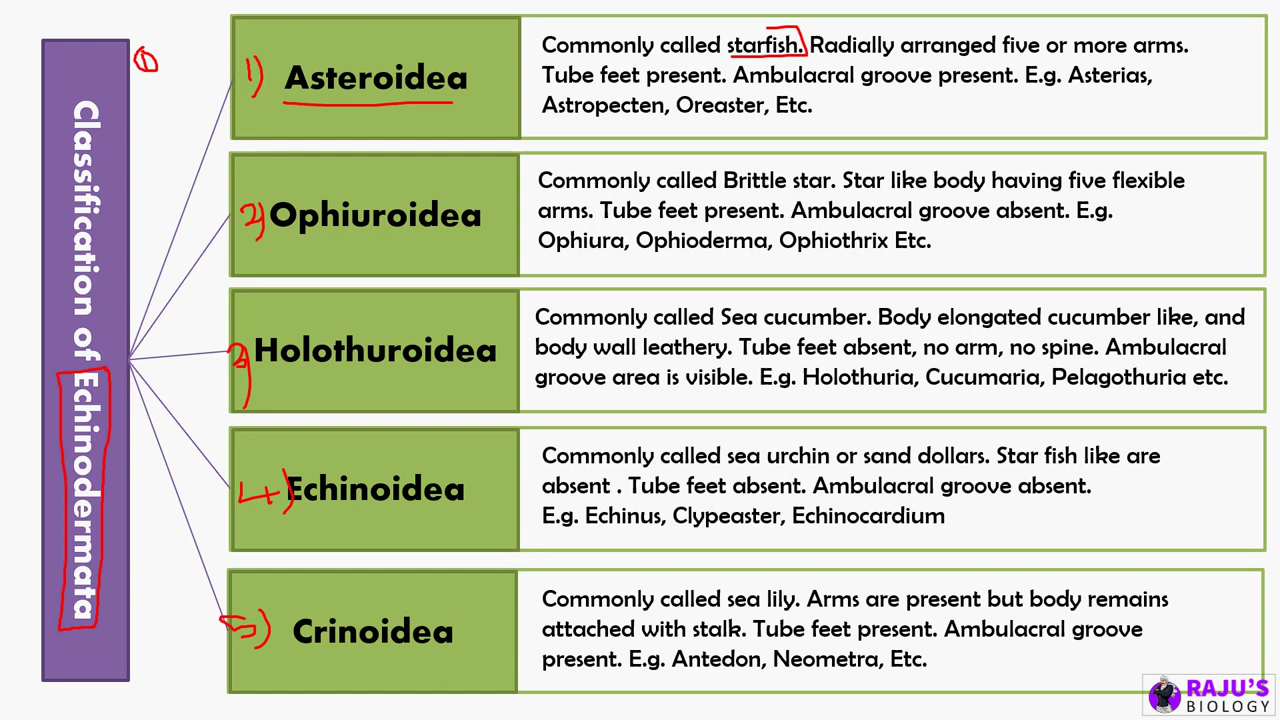 Classification of Echinodermata
①
1) Asteroidea
Commonly called starfish. Radially arranged five or more arms.
Tube feet present. Ambulacral groove present. E.g. Asterias,
Astropecten, Oreaster, Etc.
2) Ophiuroidea
Commonly called Brittle star. Star like body having five flexible
arms. Tube feet present. Ambulacral groove absent. E.g.
Ophiura, Ophioderma, Ophiothrix Etc.
3) Holothuroidea
Commonly called Sea cucumber. Body elongated cucumber like, and
body wall leathery. Tube feet absent, no arm, no spine. Ambulacral
groove area is visible. E.g. Holothuria, Cucumaria, Pelagothuria etc.
4) Echinoidea
Commonly called sea urchin or sand dollars. Star fish like are
absent . Tube feet absent. Ambulacral groove absent.
E.g. Echinus, Clypeaster, Echinocardium
5) Crinoidea
Commonly called sea lily. Arms are present but body remains
attached with stalk. Tube feet present. Ambulacral groove
present. E.g. Antedon, Neometra, Etc.
RAJU'S
BIOLOGY